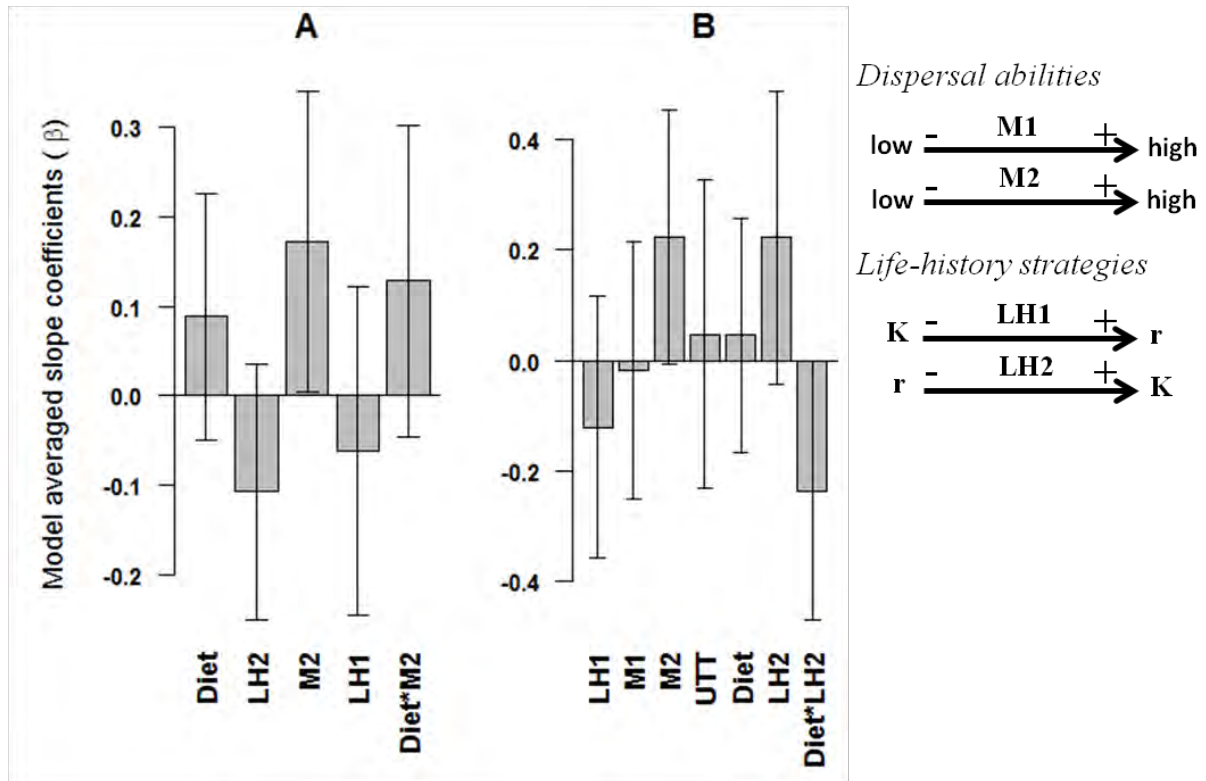 A
B
Model averaged slope coefficients ( β)
0.3
0.2
0.1
0.0
-0.1
-0.2
Diet
LH2
M2
LH1
Diet*M2
0.4
0.2
0.0
-0.2
-0.4
LH1
M1
M2
UTT
Diet
LH2
Diet*LH2
Dispersal abilities
- M1 +
low high
- M2 +
low high
Life-history strategies
- LH1 +
K r
- LH2 +
r K